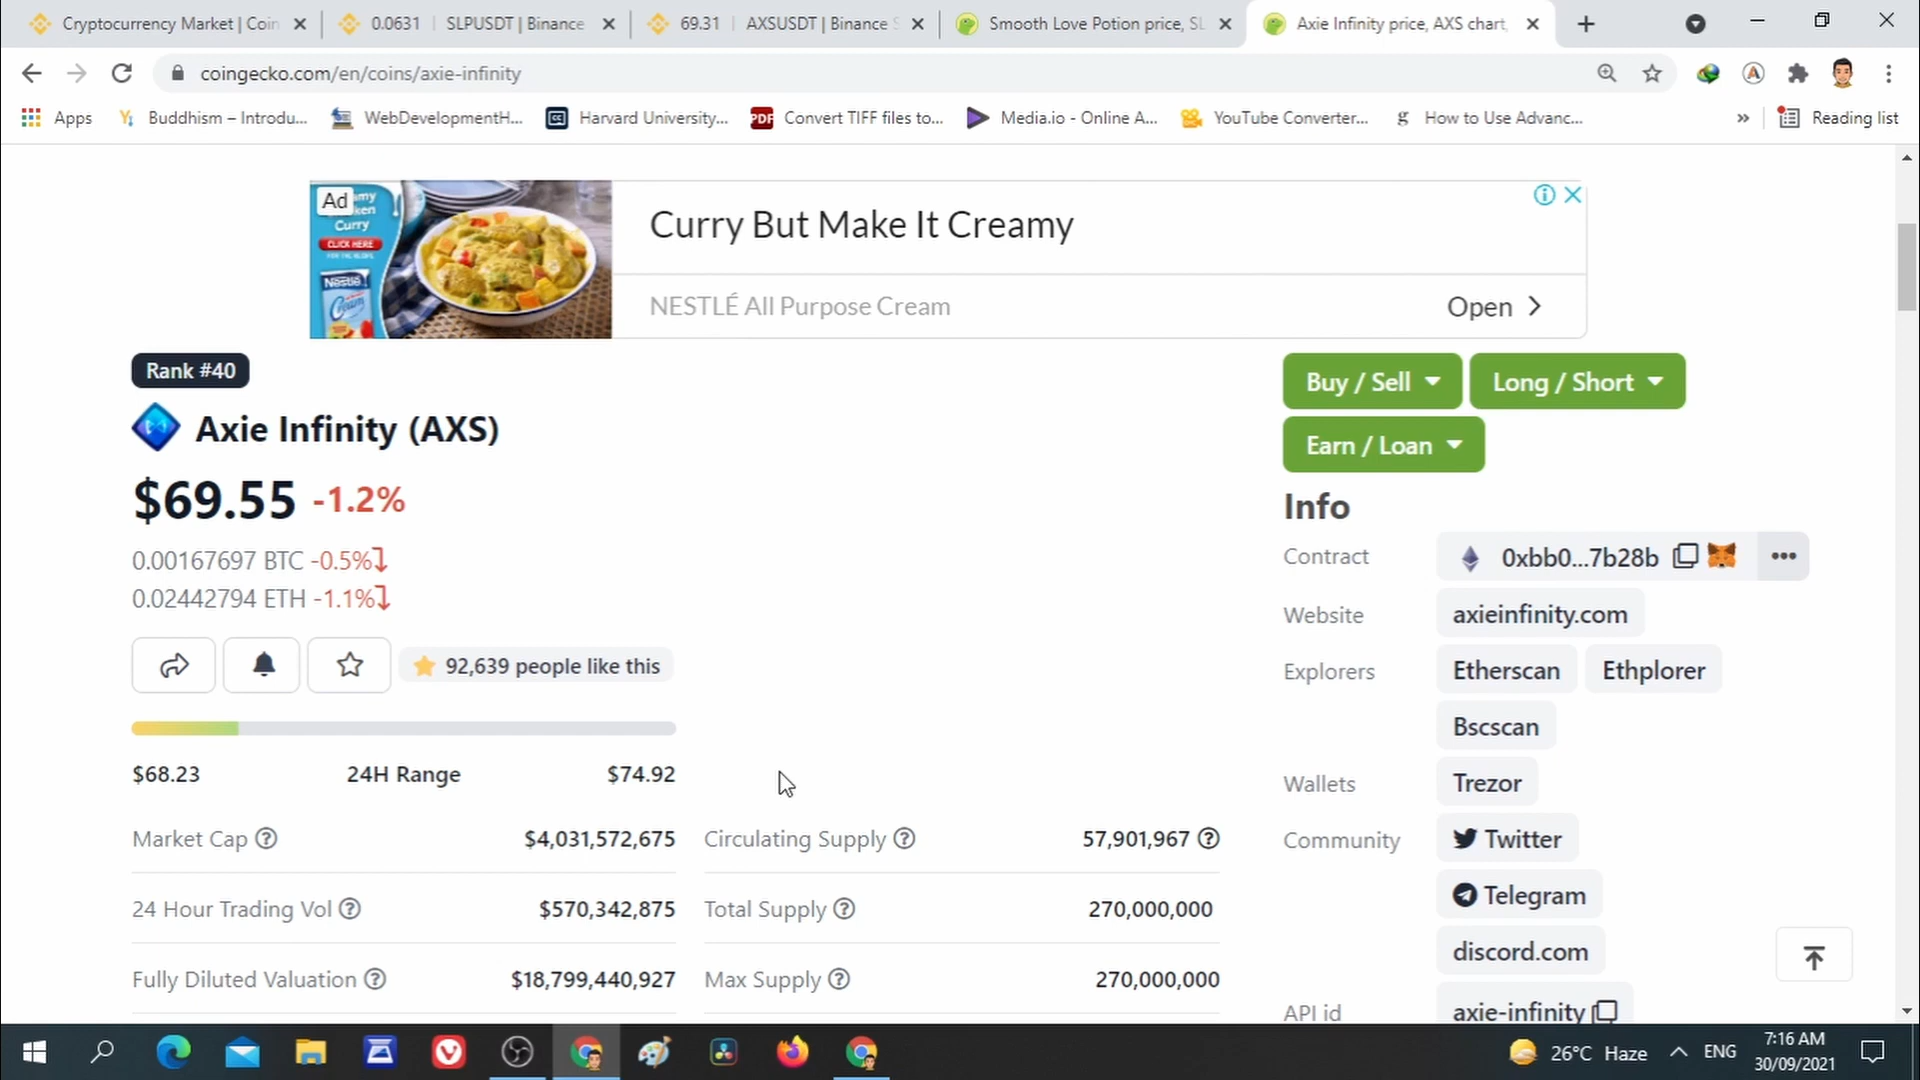 Cryptocurrency Market | Coin
0.0631 | SLPUSDT | Binance
69.31 | AXSUSDT | Binance S
Smooth Love Potion price, SL
Axie Infinity price, AXS chart,
coingecko.com/en/coins/axie-infinity
Apps
Buddhism – Introdu...
WebDevelopmentH...
Harvard University...
PDF
Convert TIFF files to...
Media.io - Online A...
YouTube Converter...
g
How to Use Advanc...
»
Reading list
Ad
Curry
CLICK HERE
Nestlé
Cream
Curry But Make It Creamy
NESTLÉ All Purpose Cream
Open
Rank #40
Axie Infinity (AXS)
$69.55 -1.2%
0.00167697 BTC -0.5%
0.02442794 ETH -1.1%
92,639 people like this
$68.23 24H Range $74.92
Market Cap $4,031,572,675
Circulating Supply 57,901,967
24 Hour Trading Vol $570,342,875
Total Supply 270,000,000
Fully Diluted Valuation $18,799,440,927
Max Supply 270,000,000
Buy / Sell
Long / Short
Earn / Loan
Info
Contract 0xbb0...7b28b
Website axieinfinity.com
Explorers Etherscan Ethplorer
Bscscan
Wallets Trezor
Community Twitter
Telegram
discord.com
API id axie-infinity
26°C Haze
ENG
7:16 AM
30/09/2021